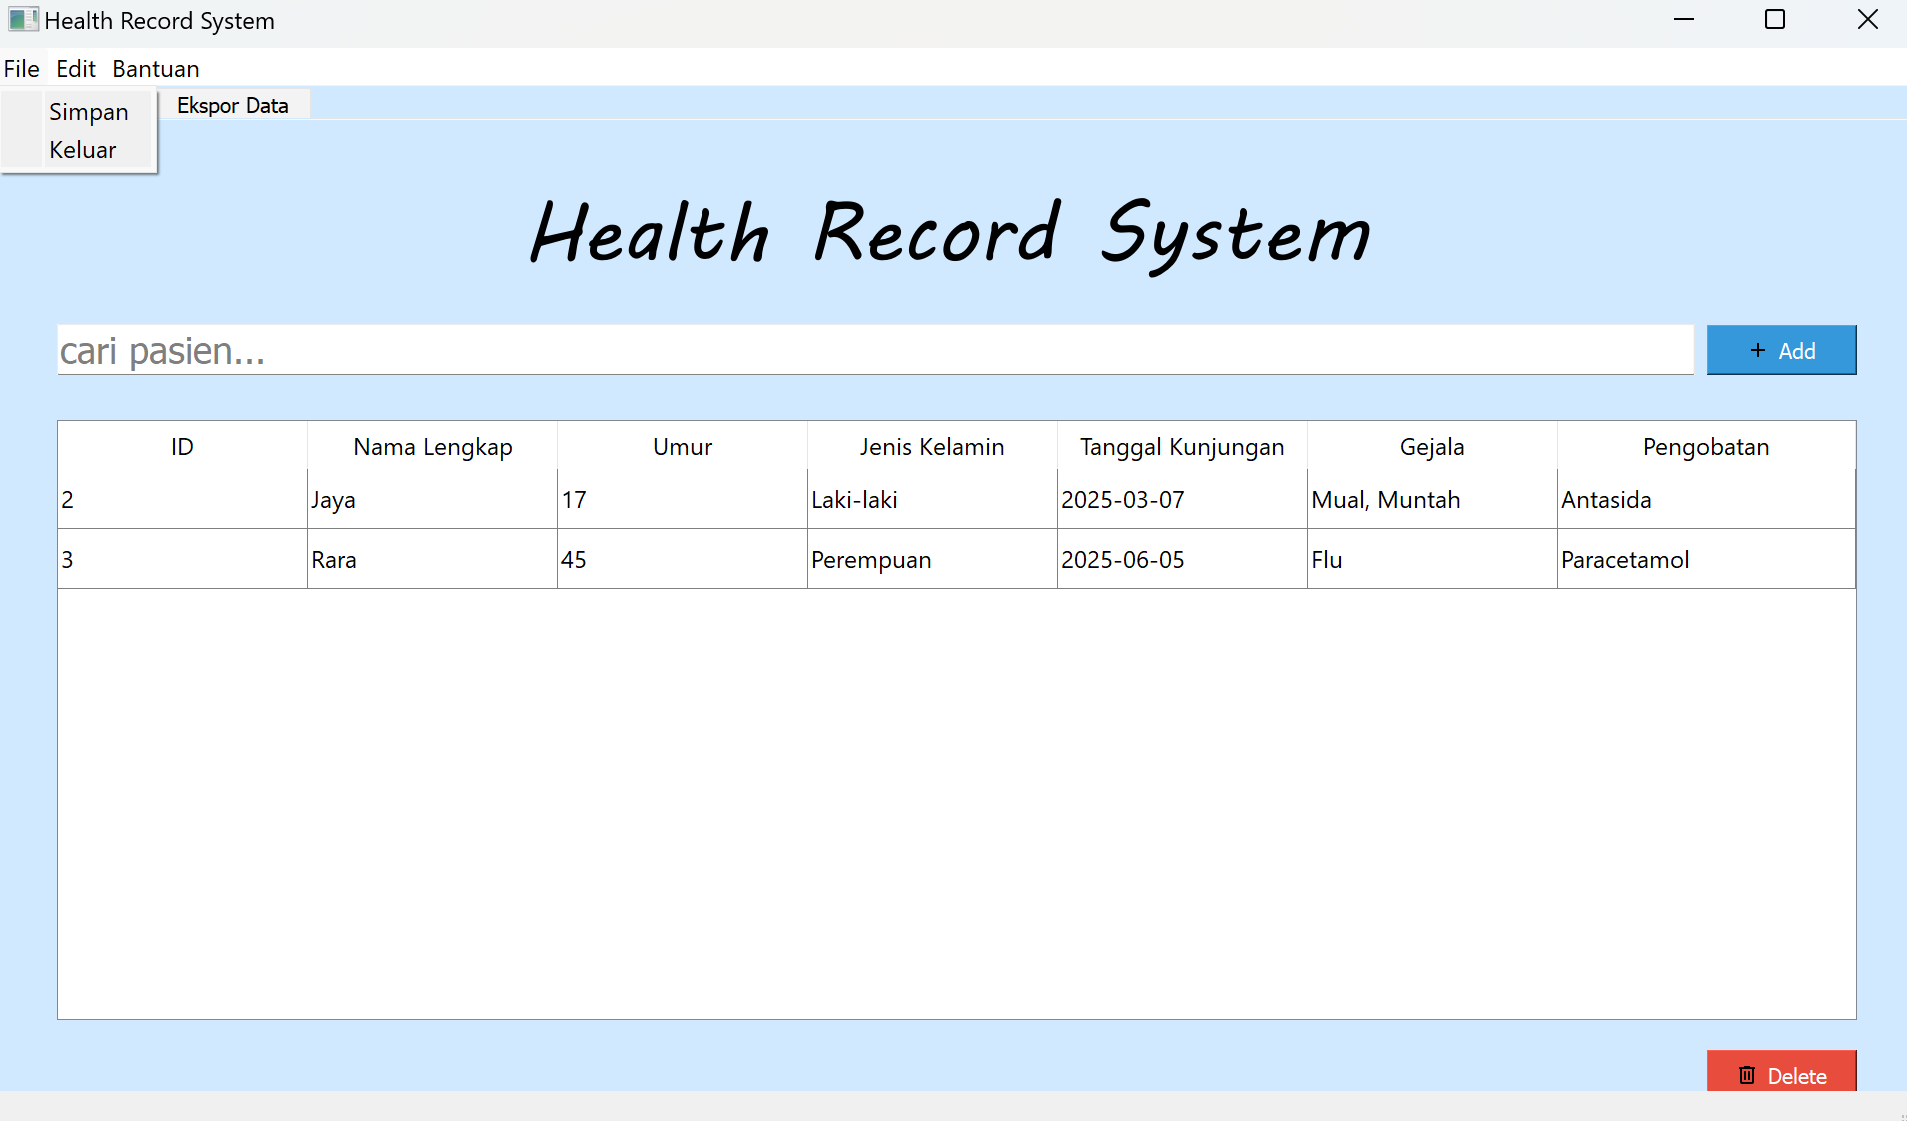 Health Record System
File Edit Bantuan
Simpan
Keluar
Ekspor Data
Health Record System
cari pasien...
+ Add
ID Nama Lengkap Umur Jenis Kelamin Tanggal Kunjungan Gejala Pengobatan
2 Jaya 17 Laki-laki 2025-03-07 Mual, Muntah Antasida
3 Rara 45 Perempuan 2025-06-05 Flu Paracetamol
Delete